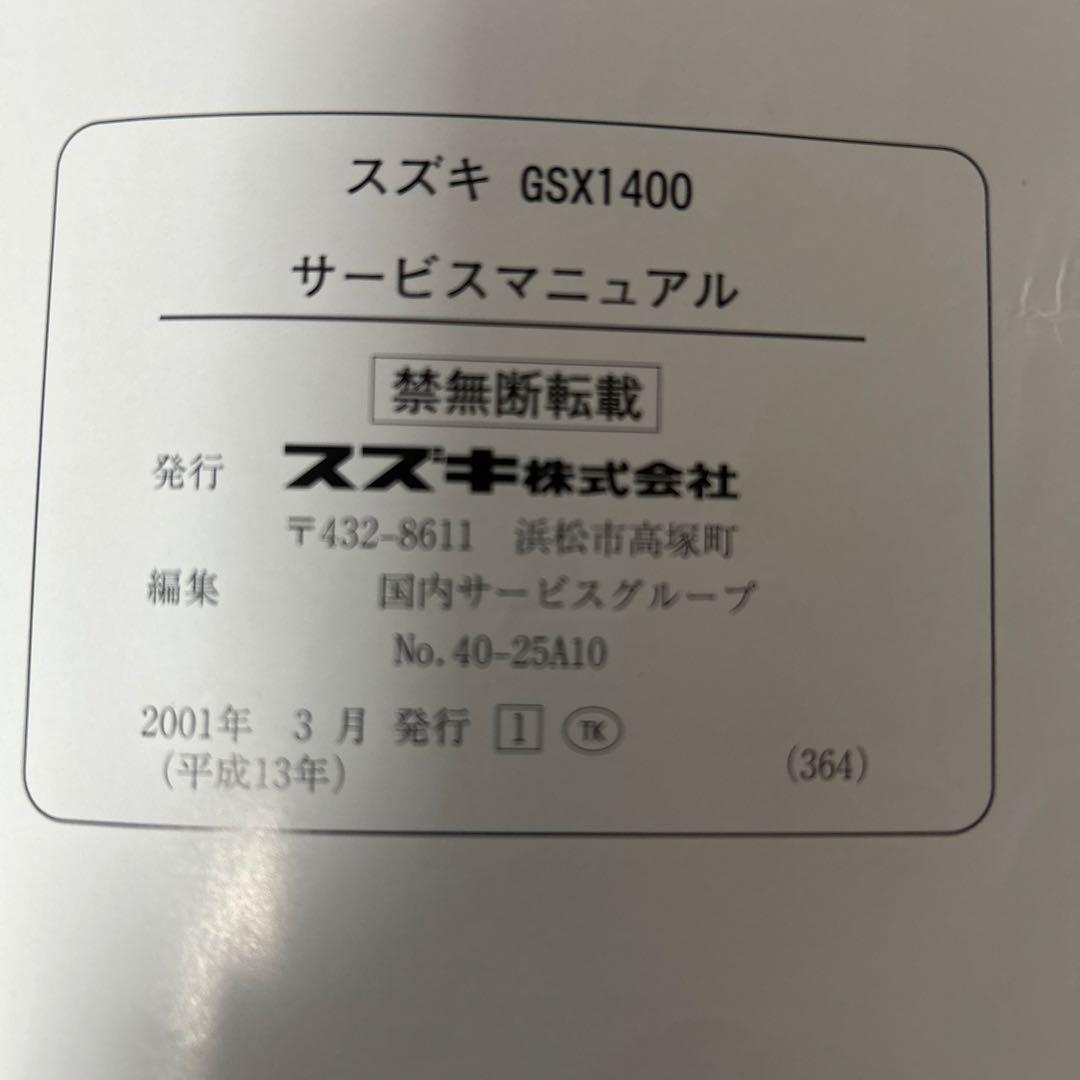 スズキ GSX1400
サービスマニュアル
禁無断転載
発行 スズキ株式会社
〒432-8611 浜松市高塚町
編集 国内サービスグループ
No.40-25A10
2001年 3月 発行 1 TK
(平成13年) (364)